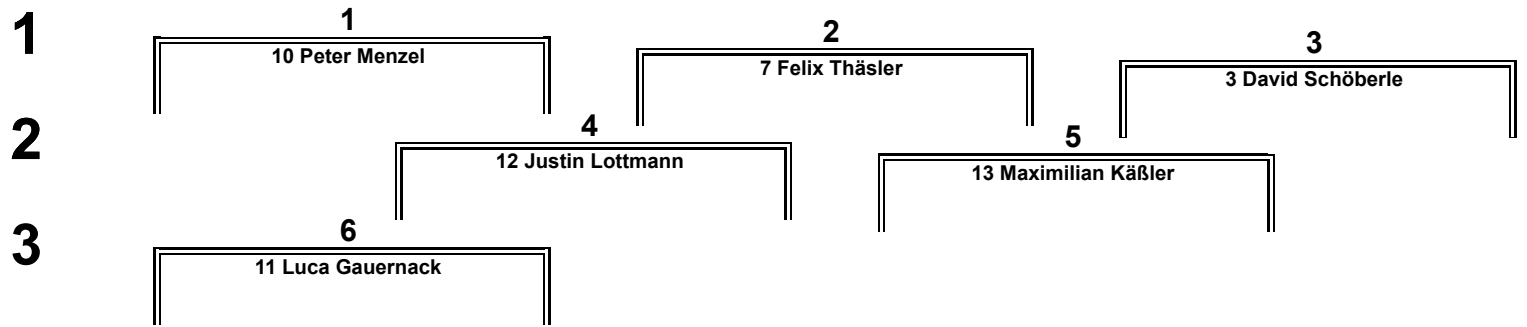 1
1
10 Peter Menzel
2
7 Felix Thäsler
3
3 David Schöberle
2
4
12 Justin Lottmann
5
13 Maximilian Käßler
3
6
11 Luca Gauernack